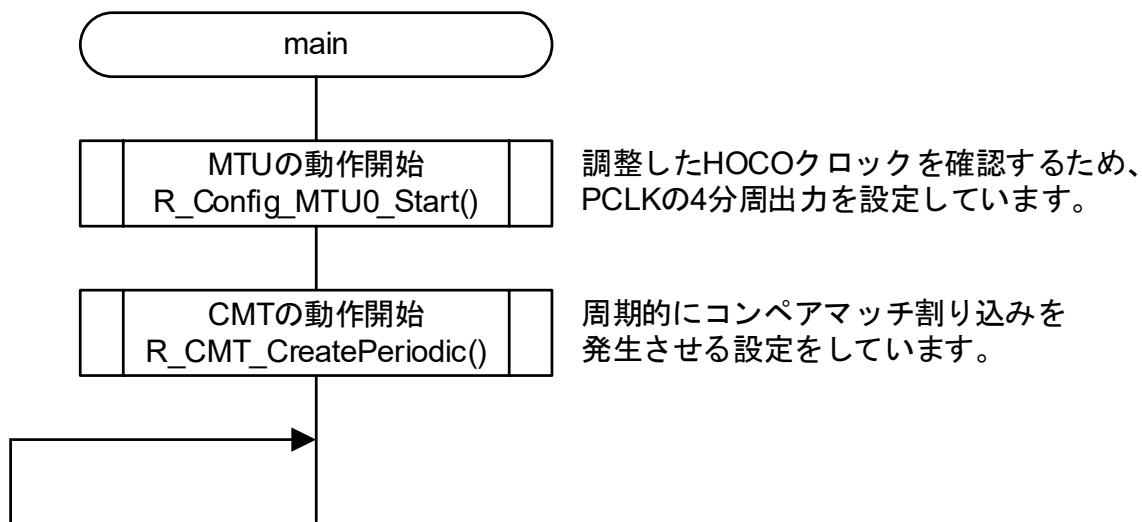 main
MTUの動作開始
R_Config_MTU0_Start()
調整したHOCOクロックを確認するため、
PCLKの4分周出力を設定しています。
CMTの動作開始
R_CMT_CreatePeriodic()
周期的にコンペアマッチ割り込みを
発生させる設定をしています。